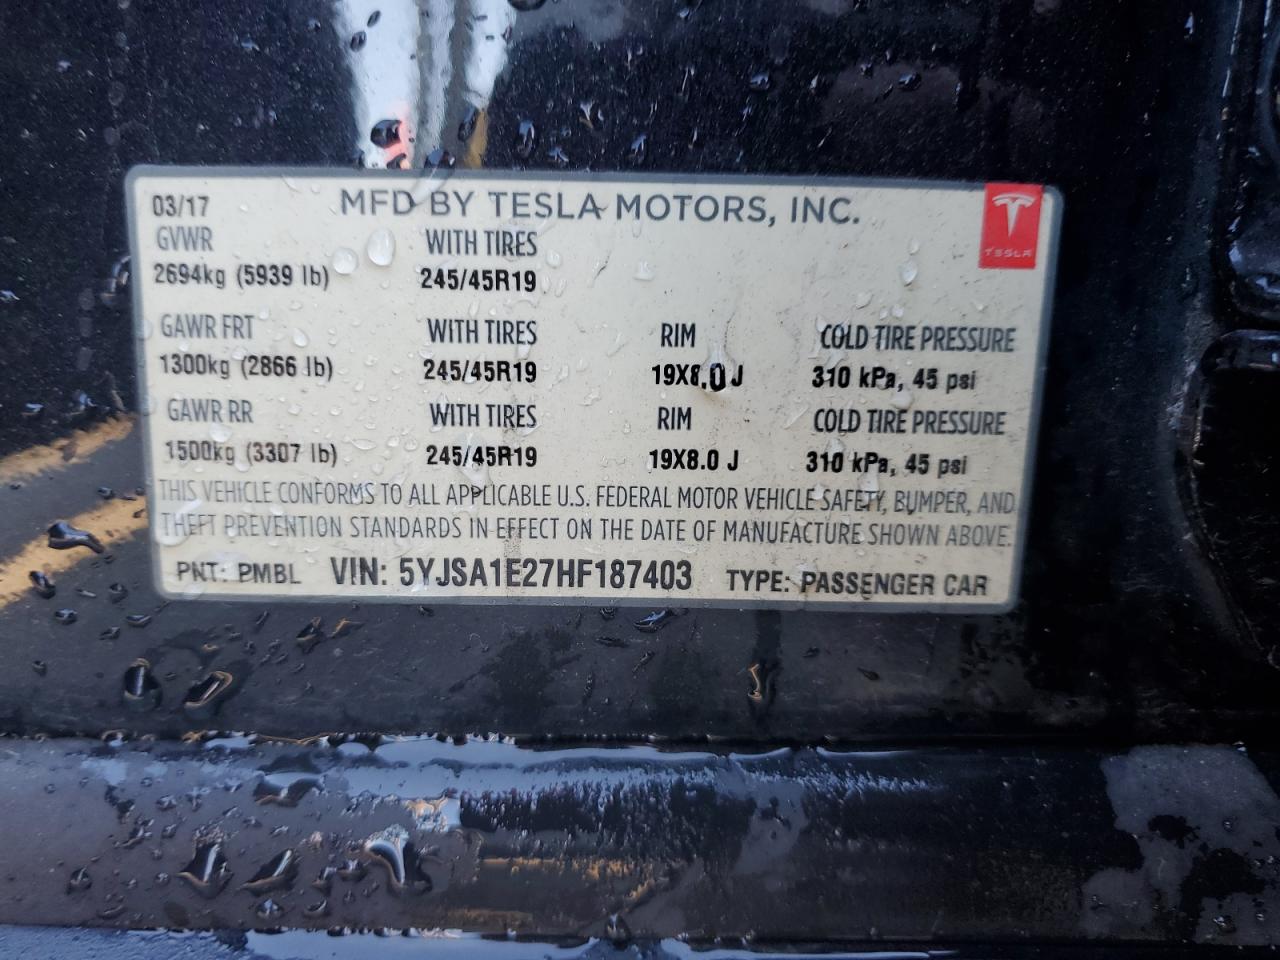 03/17 MFD BY TESLA MOTORS, INC.
TESLA
GVWR WITH TIRES
2694kg (5939 lb) 245/45R19
GAWR FRT WITH TIRES RIM COLD TIRE PRESSURE
1300kg (2866 lb) 245/45R19 19X8.0 J 310 kPa, 45 psi
GAWR RR WITH TIRES RIM COLD TIRE PRESSURE
1500kg (3307 lb) 245/45R19 19X8.0 J 310 kPa, 45 psi
THIS VEHICLE CONFORMS TO ALL APPLICABLE U.S. FEDERAL MOTOR VEHICLE SAFETY, BUMPER, AND
THEFT PREVENTION STANDARDS IN EFFECT ON THE DATE OF MANUFACTURE SHOWN ABOVE.
PNT: PMBL VIN: 5YJSA1E27HF187403 TYPE: PASSENGER CAR